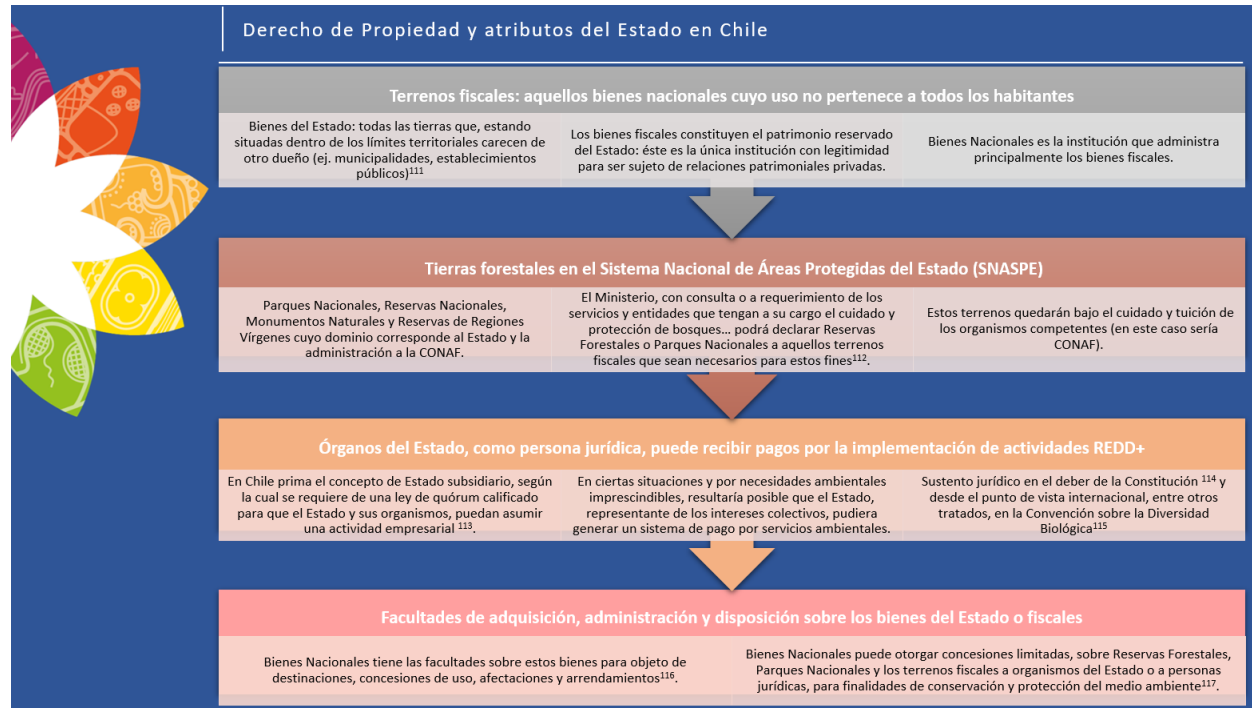 Derecho de Propiedad y atributos del Estado en Chile
Terrenos fiscales: aquellos bienes nacionales cuyo uso no pertenece a todos los habitantes
Bienes del Estado: todas las tierras que, estando
situadas dentro de los límites territoriales carecen de
otro dueño (ej. municipalidades, establecimientos
públicos)111
Los bienes fiscales constituyen el patrimonio reservado
del Estado: éste es la única institución con legitimidad
para ser sujeto de relaciones patrimoniales privadas.
Bienes Nacionales es la institución que administra
principalmente los bienes fiscales.
Tierras forestales en el Sistema Nacional de Áreas Protegidas del Estado (SNASPE)
Parques Nacionales, Reservas Nacionales,
Monumentos Naturales y Reservas de Regiones
Vírgenes cuyo dominio corresponde al Estado y la
administración a la CONAF.
El Ministerio, con consulta o a requerimiento de los
servicios y entidades que tengan a su cargo el cuidado y
protección de bosques... podrá declarar Reservas
Forestales o Parques Nacionales a aquellos terrenos
fiscales que sean necesarios para estos fines112.
Estos terrenos quedarán bajo el cuidado y tuición de
los organismos competentes (en este caso sería
CONAF).
Órganos del Estado, como persona jurídica, puede recibir pagos por la implementación de actividades REDD+
En Chile prima el concepto de Estado subsidiario, según
la cual se requiere de una ley de quórum calificado
para que el Estado y sus organismos, puedan asumir
una actividad empresarial 113.
En ciertas situaciones y por necesidades ambientales
imprescindibles, resultaría posible que el Estado,
representante de los intereses colectivos, pudiera
generar un sistema de pago por servicios ambientales.
Sustento jurídico en el deber de la Constitución 114 y
desde el punto de vista internacional, entre otros
tratados, en la Convención sobre la Diversidad
Biológica115
Facultades de adquisición, administración y disposición sobre los bienes del Estado o fiscales
Bienes Nacionales tiene las facultades sobre estos bienes para objeto de
destinaciones, concesiones de uso, afectaciones y arrendamientos116.
Bienes Nacionales puede otorgar concesiones limitadas, sobre Reservas Forestales,
Parques Nacionales y los terrenos fiscales a organismos del Estado o a personas
jurídicas, para finalidades de conservación y protección del medio ambiente117.